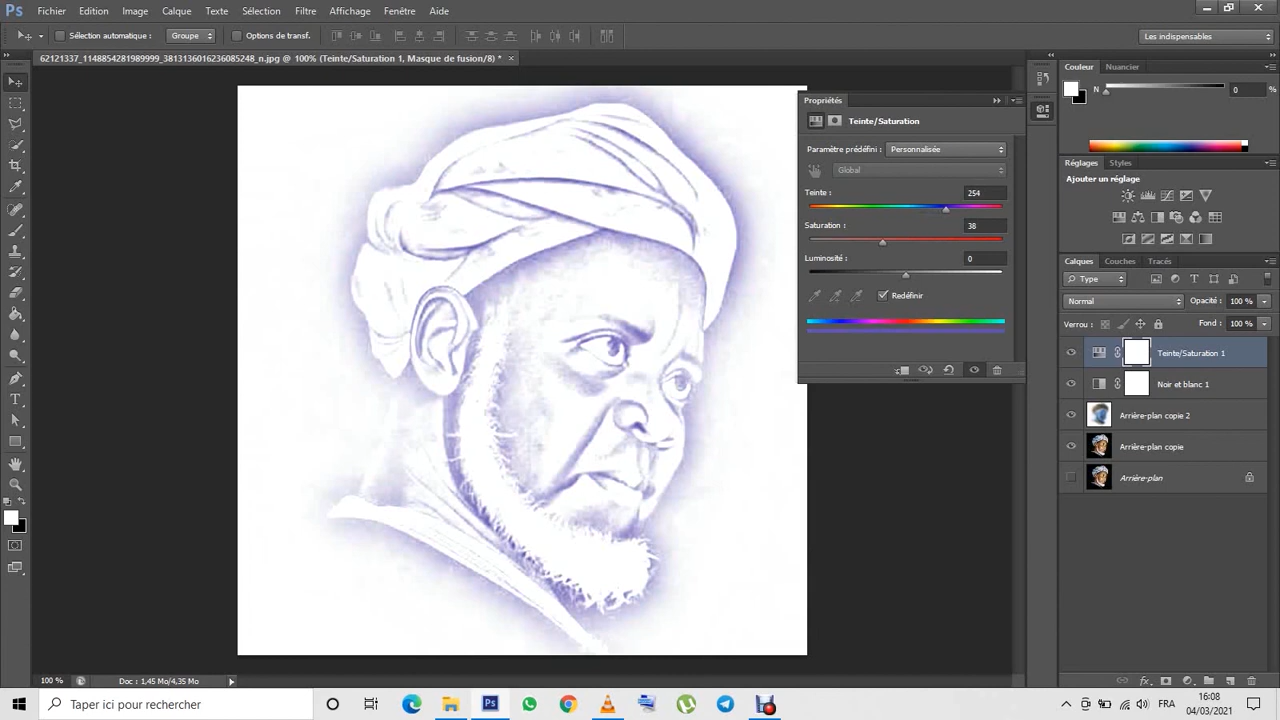 Ps Fichier Edition Image Calque Texte Sélection Filtre Affichage Fenêtre Aide
Sélection automatique : Groupe Options de transf. Les indispensables
62121337_1148854281989999_3813136016236085248_n.jpg @ 100% (Teinte/Saturation 1, Masque de fusion/8) * ×
Couleur Nuancier
N 0 %
Propriétés
Teinte/Saturation
Paramètre prédéfini : Personnalisée
Global
Teinte : 254
Saturation : 38
Luminosité : 0
Redéfinir
Réglages Styles
Ajouter un réglage
Calques Couches Tracés
Type
Normal Opacité : 100 %
Verrou : Fond : 100 %
Teinte/Saturation 1
Noir et blanc 1
Arrière-plan copie 2
Arrière-plan copie
Arrière-plan
100 % Doc : 1,45 Mo/4,35 Mo
Taper ici pour rechercher
Ps
FRA
16:08
04/03/2021